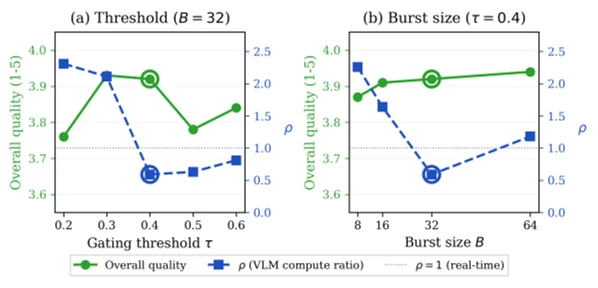 (a) Threshold (B = 32)
Overall quality (1-5)
4.0
3.9
3.8
3.7
3.6
2.5
2.0
1.5
1.0
0.5
0.0
ρ
0.2 0.3 0.4 0.5 0.6
Gating threshold τ
(b) Burst size (τ = 0.4)
Overall quality (1-5)
4.0
3.9
3.8
3.7
3.6
2.5
2.0
1.5
1.0
0.5
0.0
ρ
8 16 32 64
Burst size B
Overall quality ρ (VLM compute ratio) ρ = 1 (real-time)